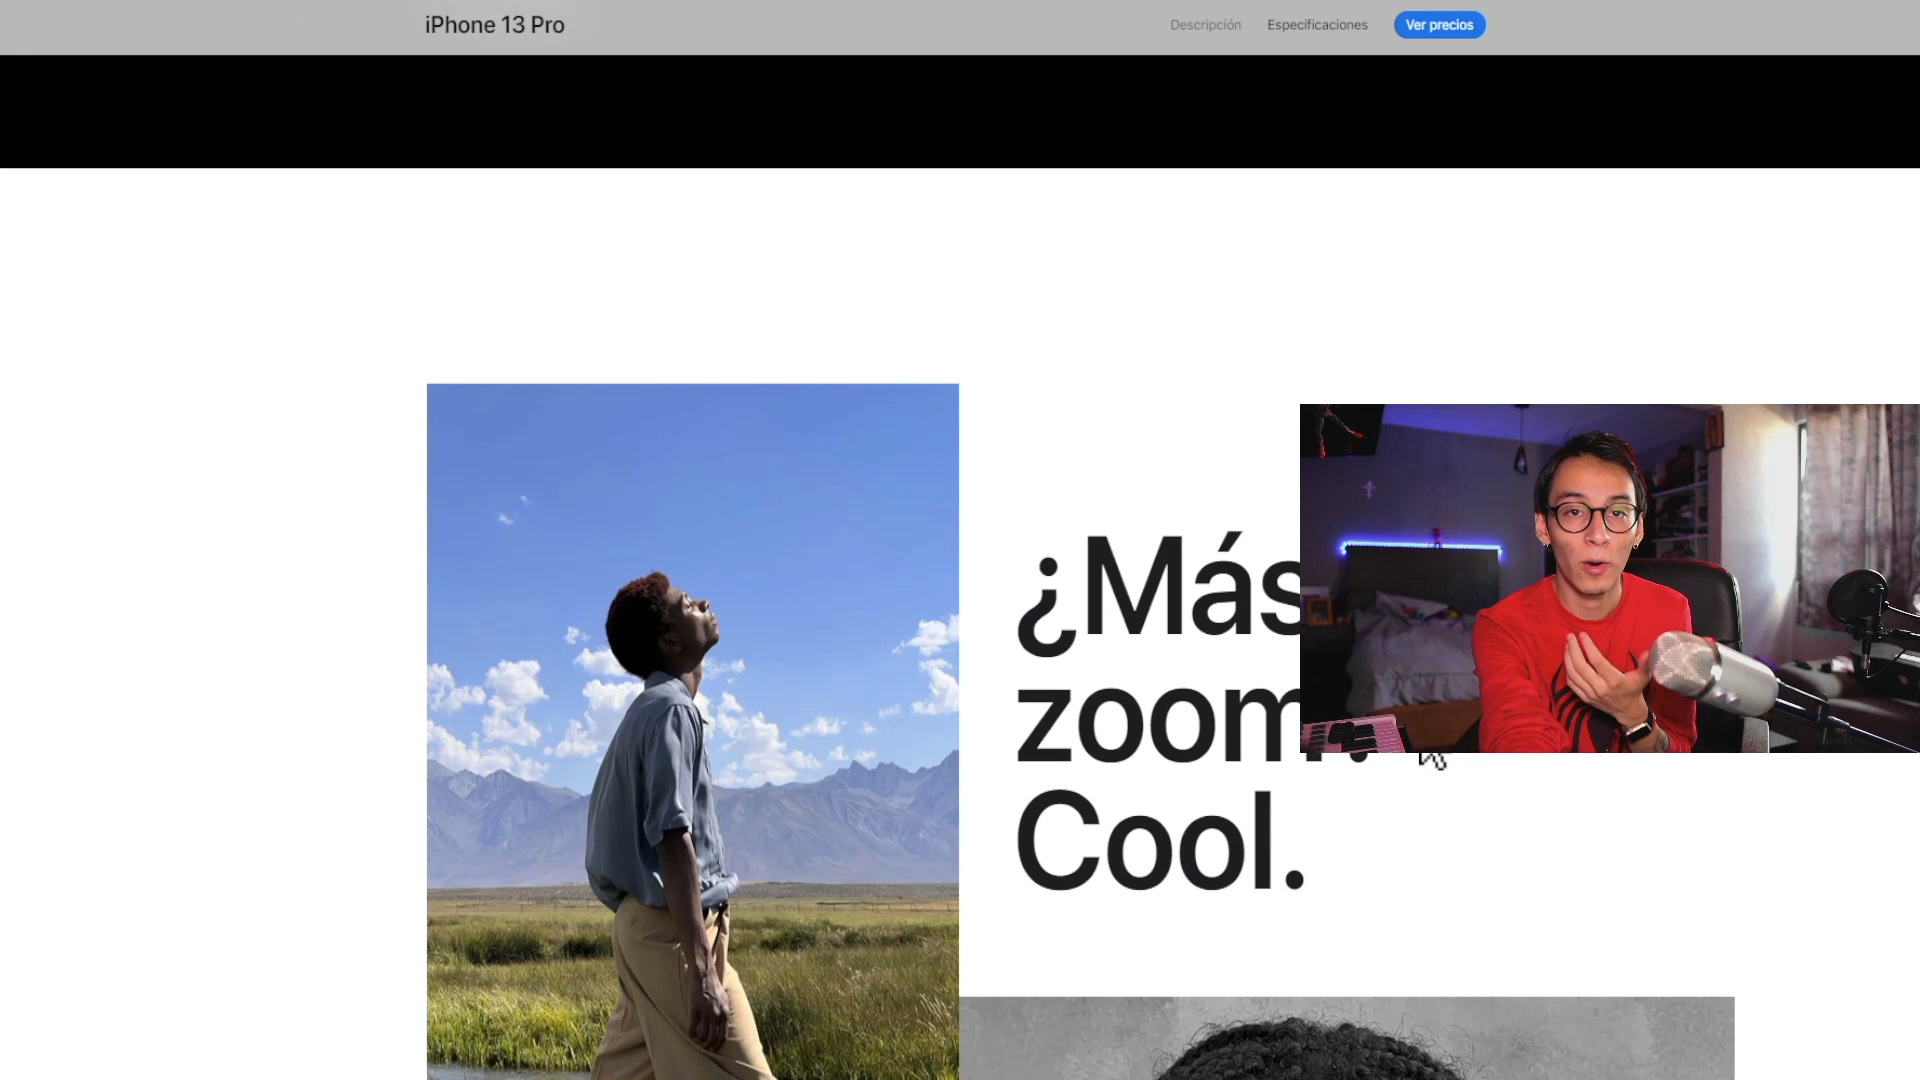 iPhone 13 Pro
Descripción Especificaciones Ver precios
¿Más
zoom?
Cool.